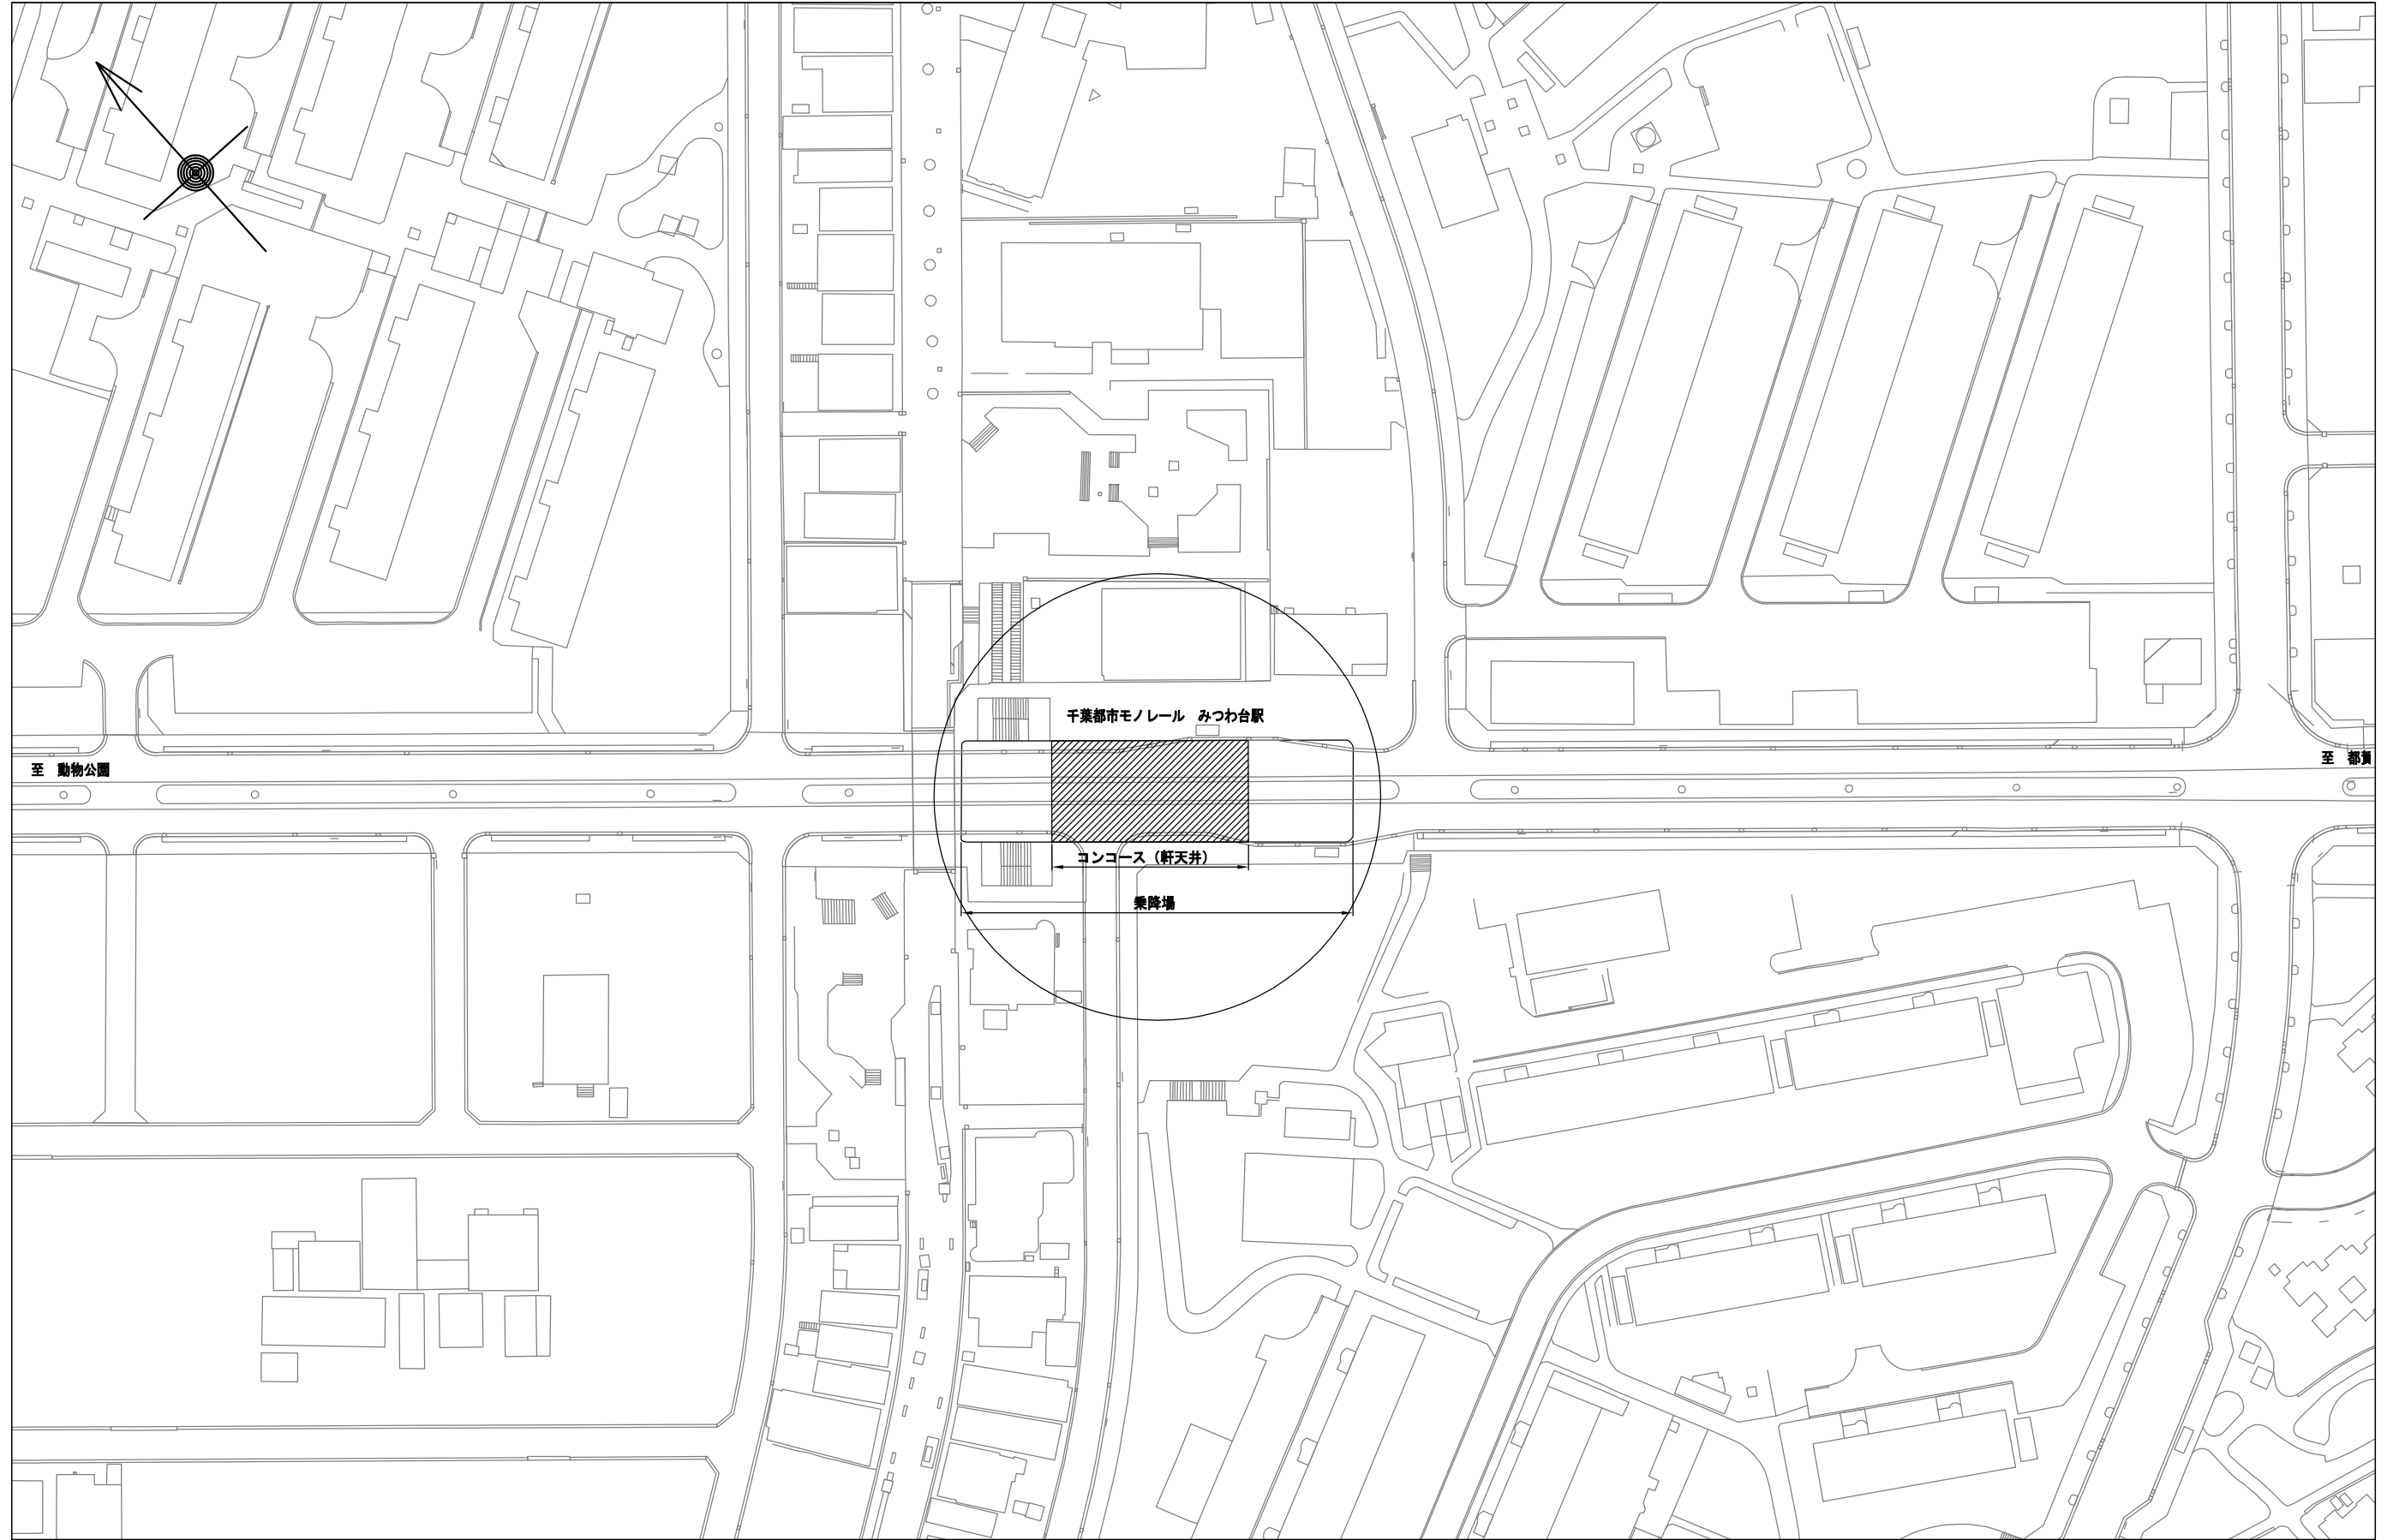 千葉都市モノレール　みつわ台駅
至　動物公園
至　都賀
コンコース（軒天井）
乗降場